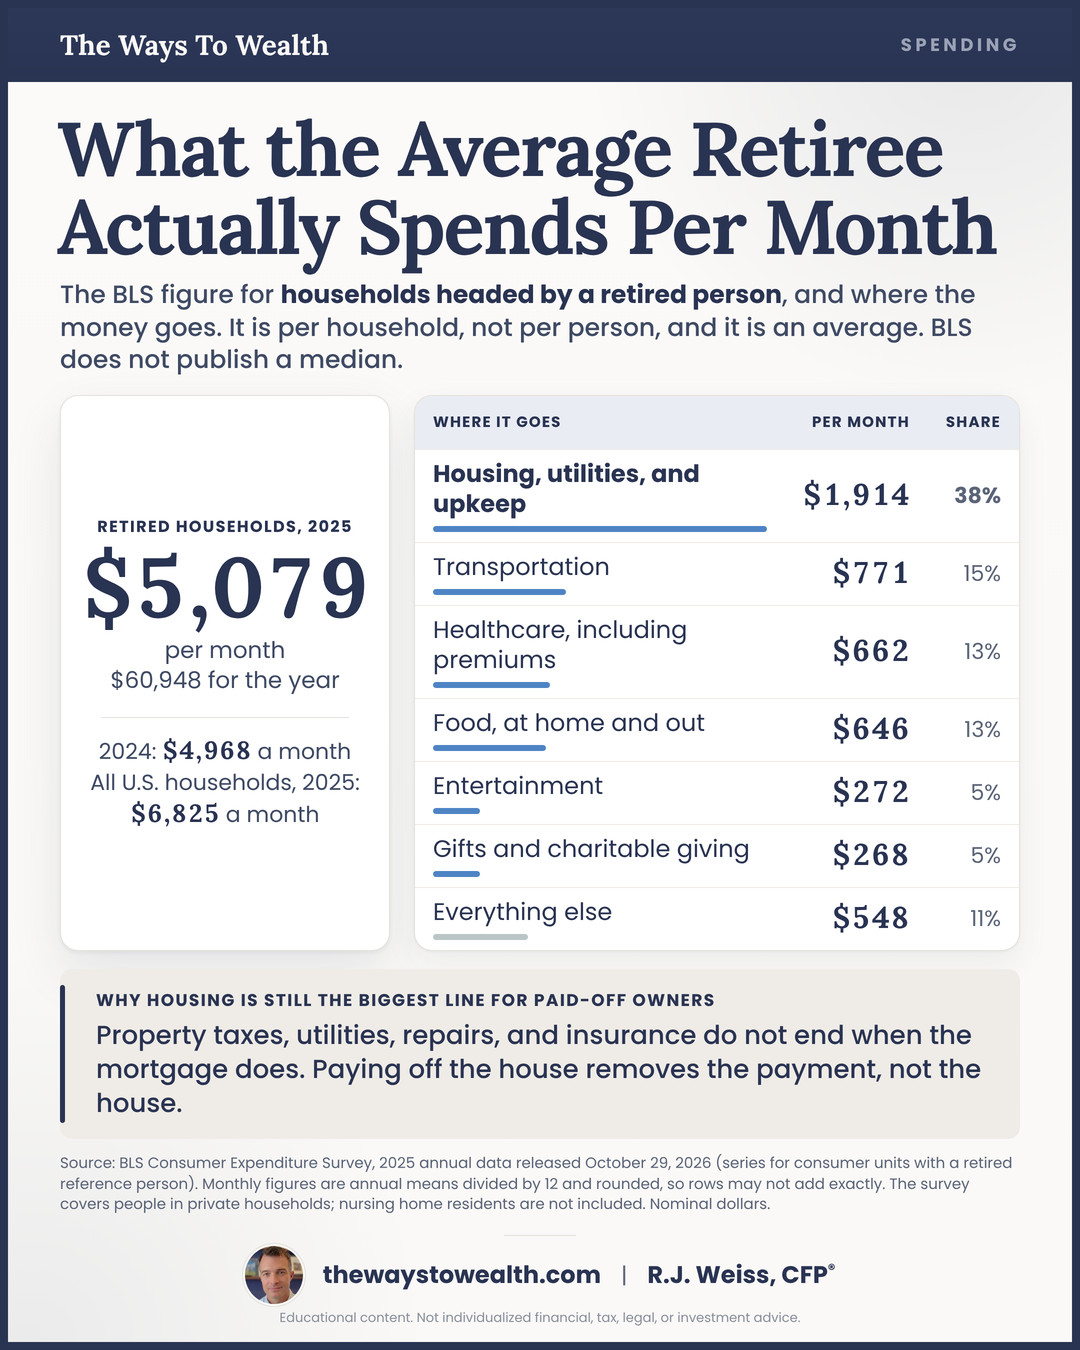 The Ways To Wealth
SPENDING
What the Average Retiree
Actually Spends Per Month
The BLS figure for households headed by a retired person, and where the
money goes. It is per household, not per person, and it is an average. BLS
does not publish a median.
RETIRED HOUSEHOLDS, 2025
$5,079
per month
$60,948 for the year
2024: $4,968 a month
All U.S. households, 2025:
$6,825 a month
WHERE IT GOES PER MONTH SHARE
Housing, utilities, and
upkeep $1,914 38%
Transportation $771 15%
Healthcare, including
premiums $662 13%
Food, at home and out $646 13%
Entertainment $272 5%
Gifts and charitable giving $268 5%
Everything else $548 11%
WHY HOUSING IS STILL THE BIGGEST LINE FOR PAID-OFF OWNERS
Property taxes, utilities, repairs, and insurance do not end when the
mortgage does. Paying off the house removes the payment, not the
house.
Source: BLS Consumer Expenditure Survey, 2025 annual data released October 29, 2026 (series for consumer units with a retired
reference person). Monthly figures are annual means divided by 12 and rounded, so rows may not add exactly. The survey
covers people in private households; nursing home residents are not included. Nominal dollars.
thewaystowealth.com | R.J. Weiss, CFP®
Educational content. Not individualized financial, tax, legal, or investment advice.